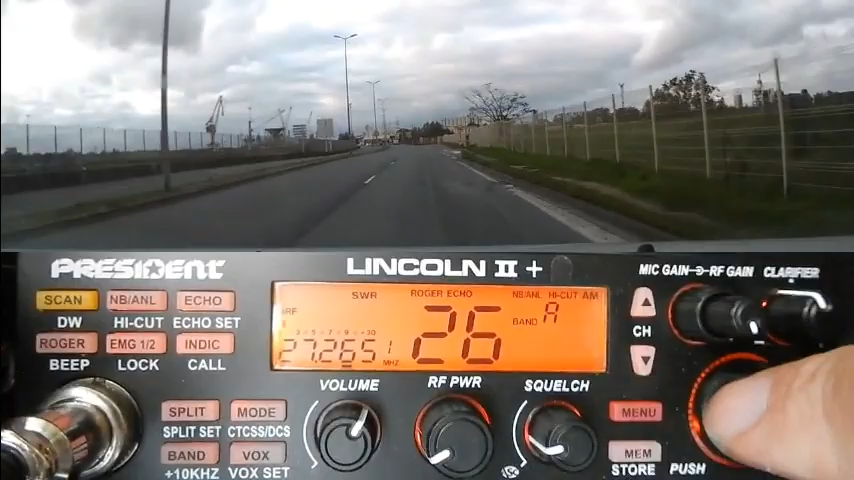 PRESIDENT
LINCOLN II +
MIC GAIN RF GAIN CLARIFIER
SCAN
NB/ANL
ECHO
DW
HI-CUT
ECHO SET
ROGER
EMG 1/2
INDIC
BEEP
LOCK
CALL
SWR
ROGER ECHO
NB/ANL HI-CUT AM
BAND A
26
27.265 MHZ
CH
VOLUME
RF PWR
SQUELCH
SPLIT
MODE
SPLIT SET
CTCSS/DS
BAND
VOX
+10KHZ
VOX SET
MENU
MEM
STORE
PUSH